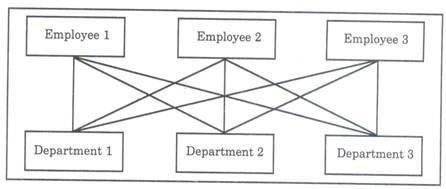 Employee 1
Employee 2
Employee 3
Department 1
Department 2
Department 3